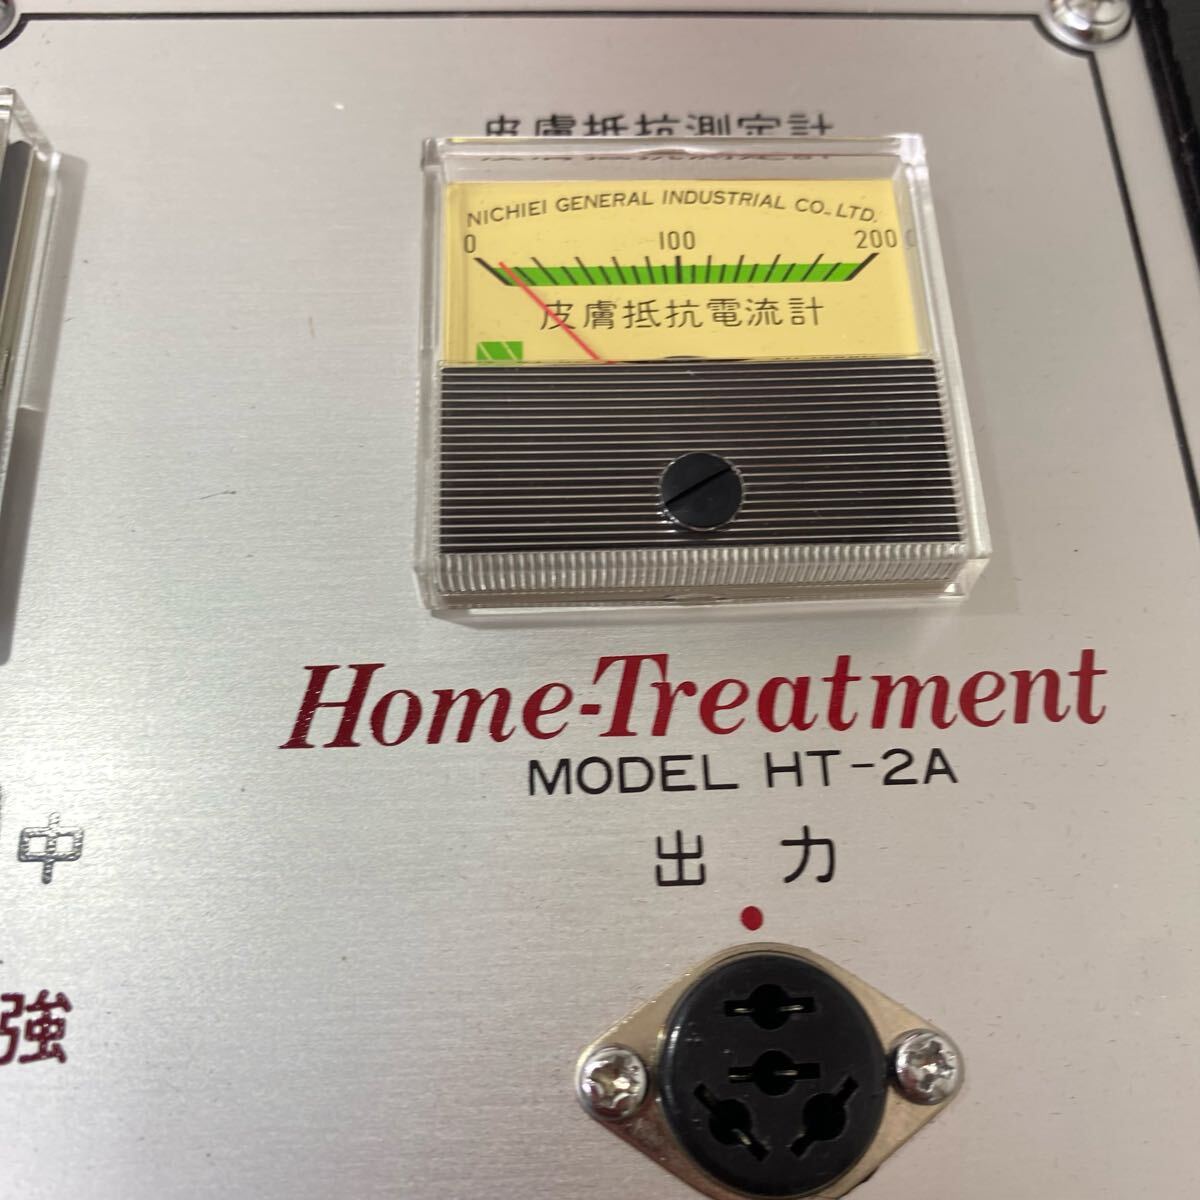 皮膚抵抗測定計
NICHIEI GENERAL INDUSTRIAL CO., LTD.
0 100 200
皮膚抵抗電流計
Home-Treatment
MODEL HT-2A
出 力
中
強